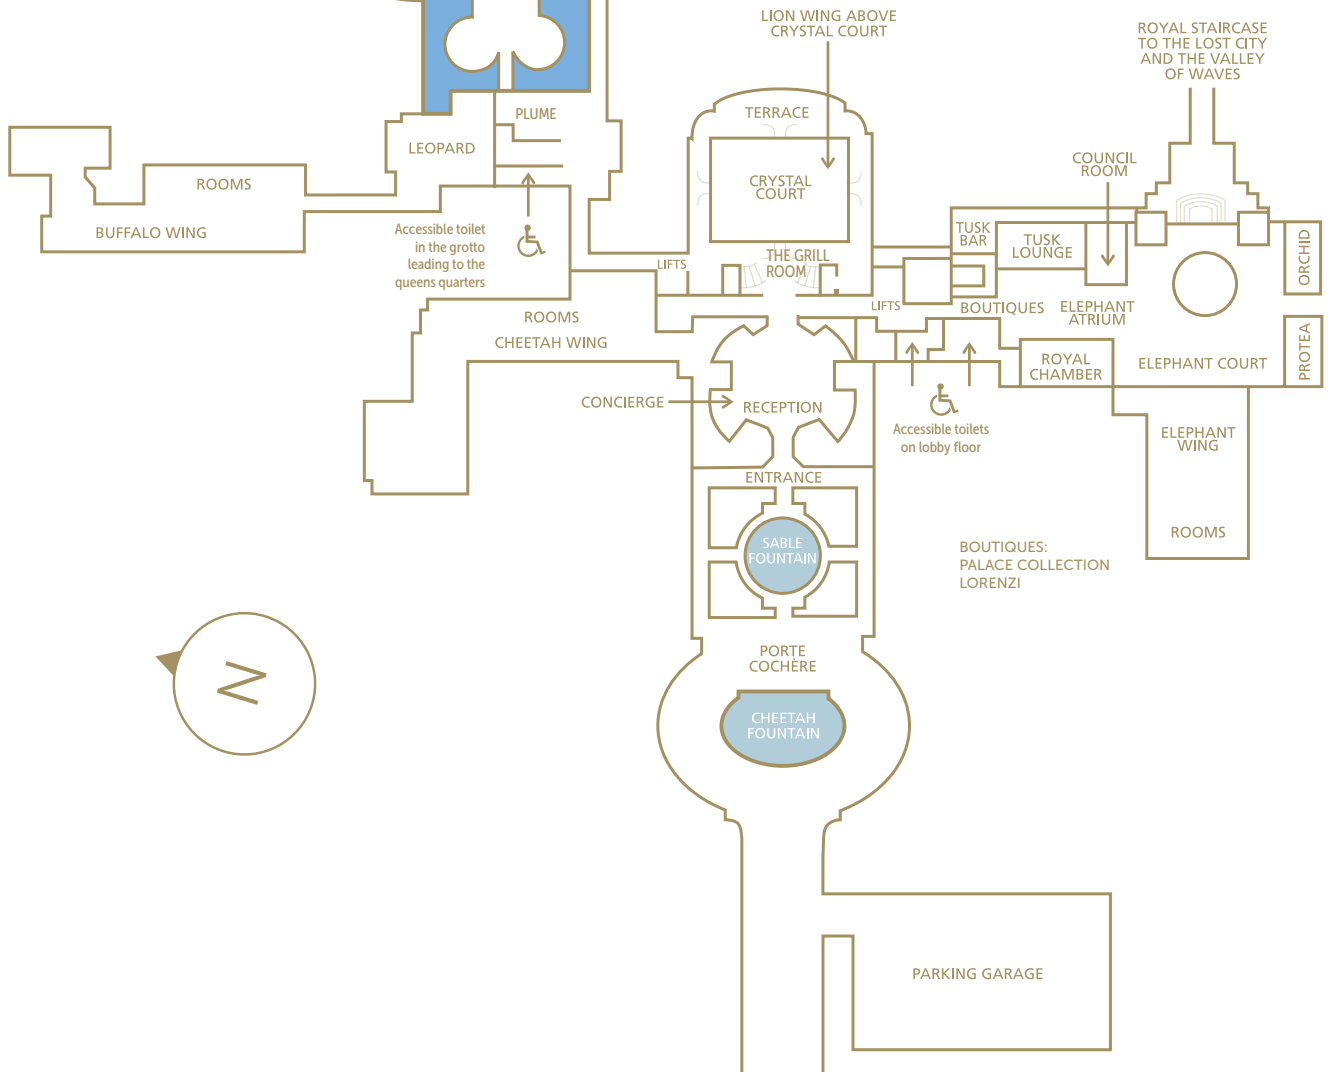 LION WING ABOVE
CRYSTAL COURT
ROYAL STAIRCASE
TO THE LOST CITY
AND THE VALLEY
OF WAVES
TERRACE
PLUME
LEOPARD
COUNCIL
ROOM
ROOMS
CRYSTAL
COURT
BUFFALO WING
Accessible toilet
in the grotto
leading to the
queens quarters
TUSK
BAR
TUSK
LOUNGE
ORCHID
LIFTS
THE GRILL
ROOM
LIFTS
BOUTIQUES
ELEPHANT
ATRIUM
ROOMS
CHEETAH WING
ROYAL
CHAMBER
ELEPHANT COURT
PROTEA
CONCIERGE
RECEPTION
Accessible toilets
on lobby floor
ELEPHANT
WING
ENTRANCE
ROOMS
SABLE
FOUNTAIN
BOUTIQUES:
PALACE COLLECTION
LORENZI
PORTE
COCHÈRE
N
CHEETAH
FOUNTAIN
PARKING GARAGE